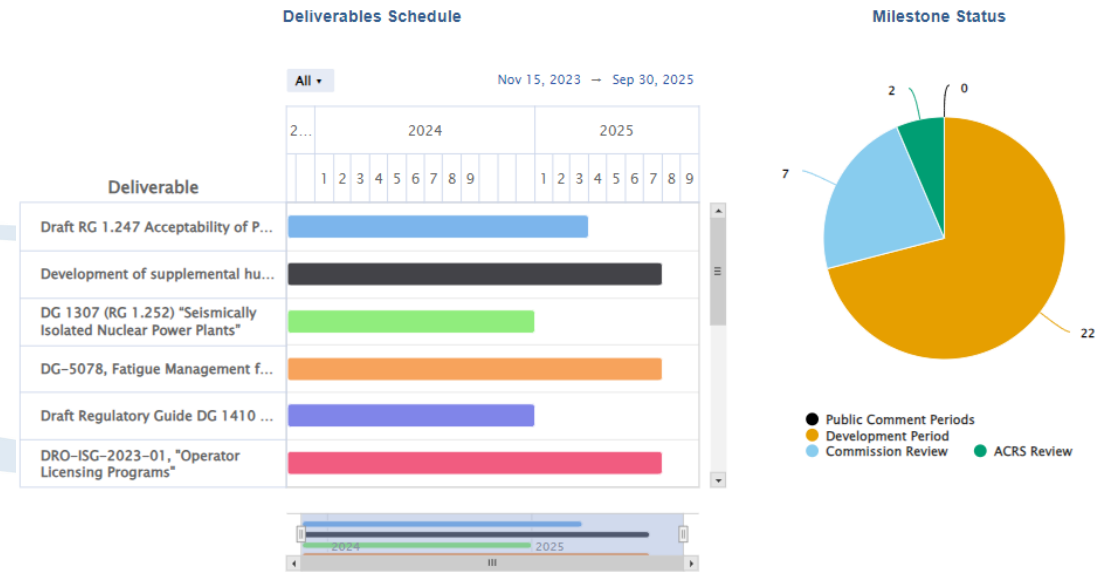 Deliverables Schedule
Milestone Status
All ▾
Nov 15, 2023 → Sep 30, 2025
2... 2024 2025
1 2 3 4 5 6 7 8 9 1 2 3 4 5 6 7 8 9
Deliverable
Draft RG 1.247 Acceptability of P...
Development of supplemental hu...
DG 1307 (RG 1.252) "Seismically
Isolated Nuclear Power Plants"
DG-5078, Fatigue Management f...
Draft Regulatory Guide DG 1410 ...
DRO-ISG-2023-01, "Operator
Licensing Programs"
2024 2025
2 0
7
22
Public Comment Periods
Development Period
Commission Review ACRS Review